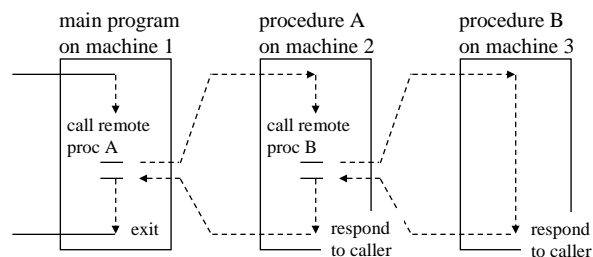 main program
on machine 1
procedure A
on machine 2
procedure B
on machine 3
call remote
proc A
call remote
proc B
exit
respond
to caller
respond
to caller